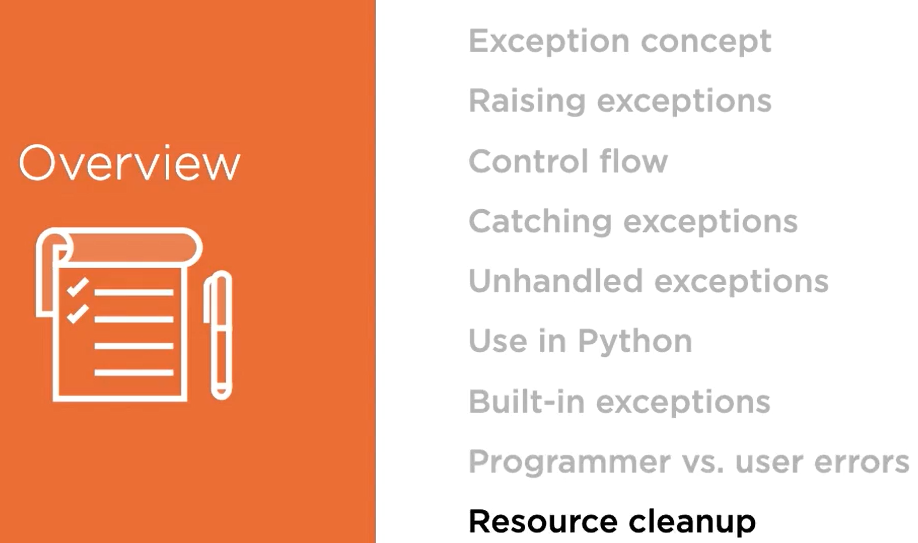 Overview
Exception concept
Raising exceptions
Control flow
Catching exceptions
Unhandled exceptions
Use in Python
Built-in exceptions
Programmer vs. user errors
Resource cleanup